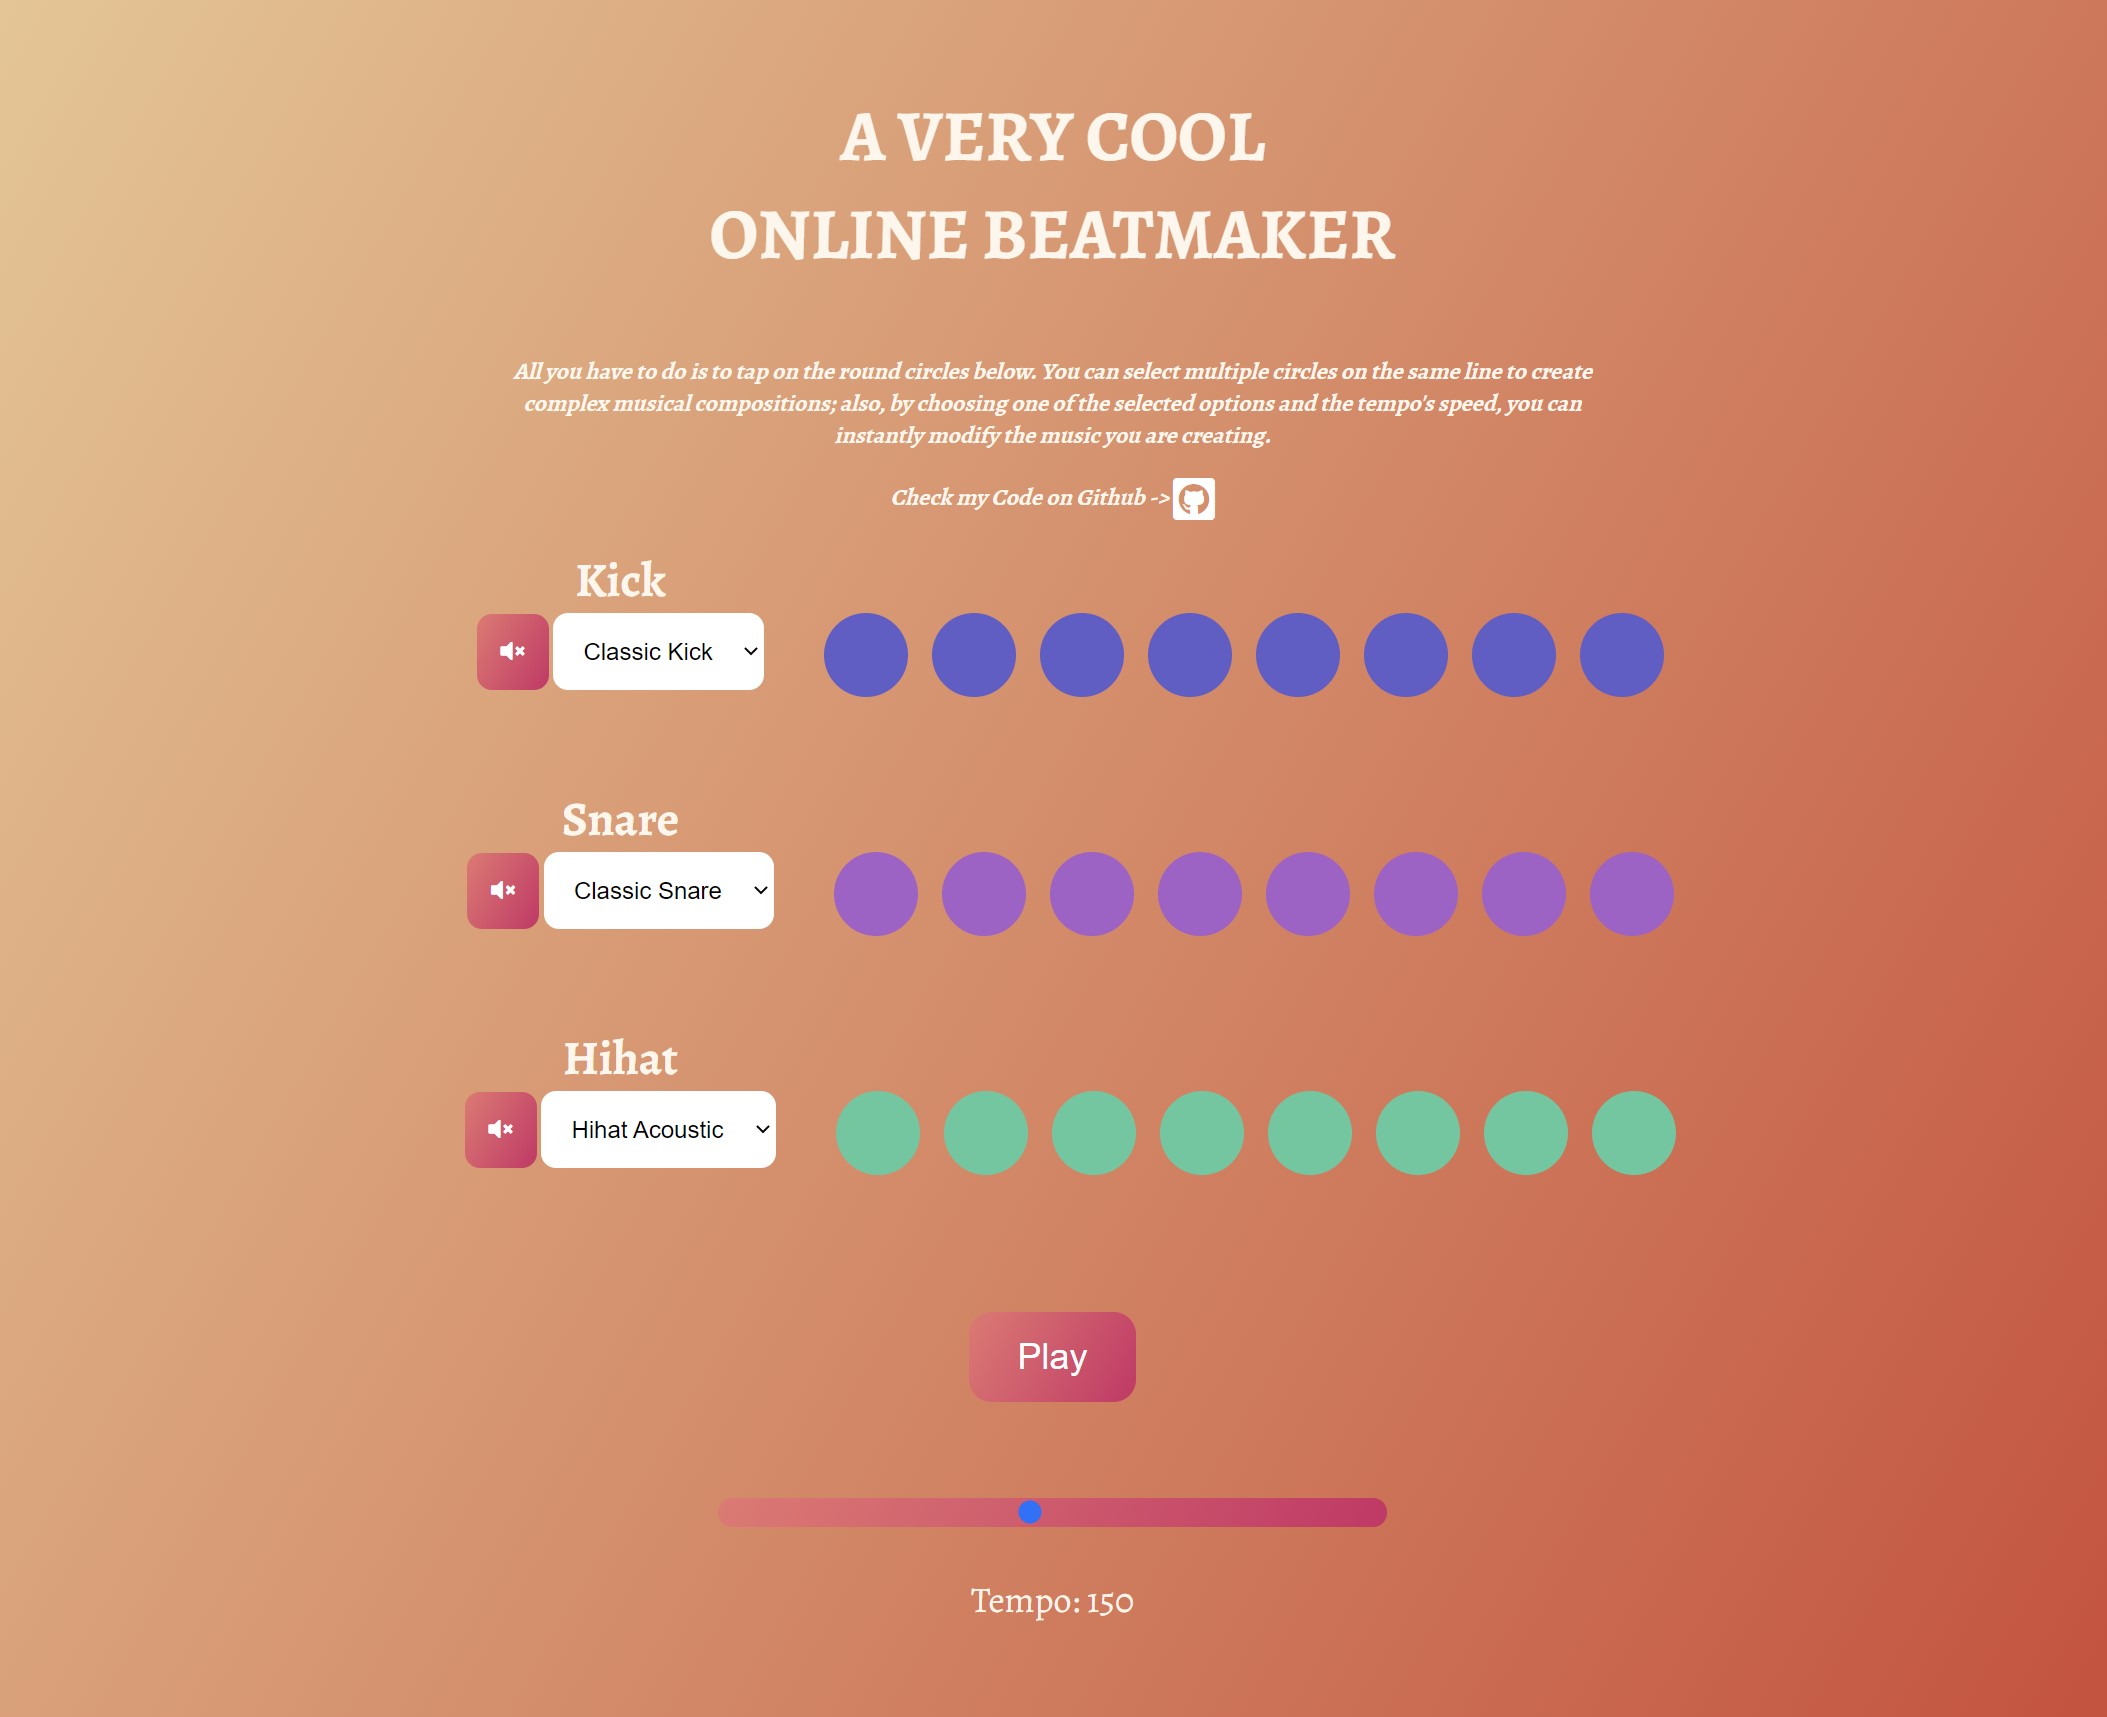 A VERY COOL
ONLINE BEATMAKER
All you have to do is to tap on the round circles below. You can select multiple circles on the same line to create
complex musical compositions; also, by choosing one of the selected options and the tempo's speed, you can
instantly modify the music you are creating.
Check my Code on Github ->
Kick
Classic Kick
Snare
Classic Snare
Hihat
Hihat Acoustic
Play
Tempo: 150